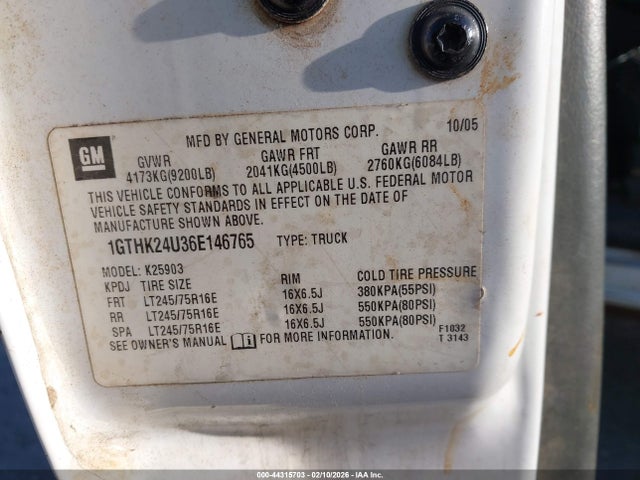 MFD BY GENERAL MOTORS CORP. 10/05
GM
GVWR GAWR FRT GAWR RR
4173KG(9200LB) 2041KG(4500LB) 2760KG(6084LB)
THIS VEHICLE CONFORMS TO ALL APPLICABLE U.S. FEDERAL MOTOR
VEHICLE SAFETY STANDARDS IN EFFECT ON THE DATE OF
MANUFACTURE SHOWN ABOVE.
1GTHK24U36E146765 TYPE: TRUCK
MODEL: K25903
KPDJ TIRE SIZE RIM COLD TIRE PRESSURE
FRT LT245/75R16E 16X6.5J 380KPA(55PSI)
RR LT245/75R16E 16X6.5J 550KPA(80PSI)
SPA LT245/75R16E 16X6.5J 550KPA(80PSI)
SEE OWNER'S MANUAL FOR MORE INFORMATION.
F1832
T 3143
000-44315703 - 02/10/2026 - IAA Inc.